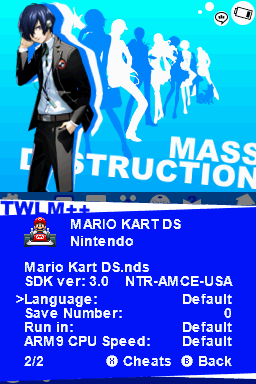 MASS
DESTRUCTION
TWLM++
MARIO KART DS
Nintendo
Mario Kart DS.nds
SDK ver: 3.0 NTR-AMCE-USA
>Language: Default
Save Number: 0
Run in: Default
ARM9 CPU Speed: Default
2/2 X Cheats B Back